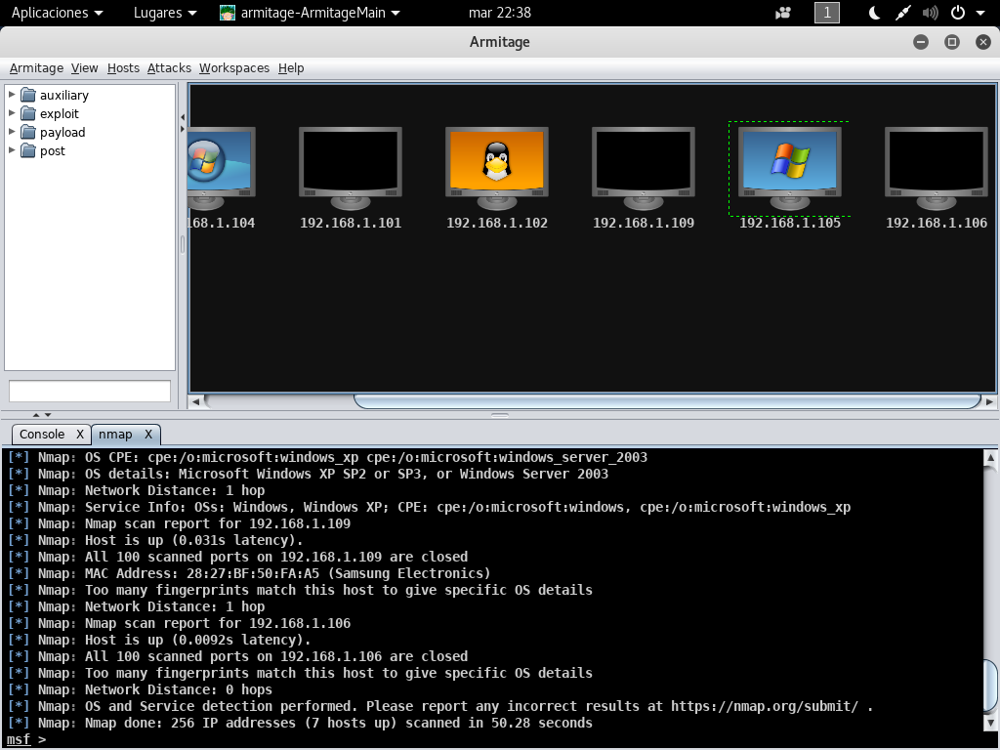 Aplicaciones Lugares armitage-ArmitageMain mar 22:38 1
Armitage
Armitage View Hosts Attacks Workspaces Help
auxiliary
exploit
payload
post
68.1.104 192.168.1.101 192.168.1.102 192.168.1.109 192.168.1.105 192.168.1.106
Console X nmap X
[*] Nmap: OS CPE: cpe:/o:microsoft:windows_xp cpe:/o:microsoft:windows_server_2003
[*] Nmap: OS details: Microsoft Windows XP SP2 or SP3, or Windows Server 2003
[*] Nmap: Network Distance: 1 hop
[*] Nmap: Service Info: OSs: Windows, Windows XP; CPE: cpe:/o:microsoft:windows, cpe:/o:microsoft:windows_xp
[*] Nmap: Nmap scan report for 192.168.1.109
[*] Nmap: Host is up (0.031s latency).
[*] Nmap: All 100 scanned ports on 192.168.1.109 are closed
[*] Nmap: MAC Address: 28:27:BF:50:FA:A5 (Samsung Electronics)
[*] Nmap: Too many fingerprints match this host to give specific OS details
[*] Nmap: Network Distance: 1 hop
[*] Nmap: Nmap scan report for 192.168.1.106
[*] Nmap: Host is up (0.0092s latency).
[*] Nmap: All 100 scanned ports on 192.168.1.106 are closed
[*] Nmap: Too many fingerprints match this host to give specific OS details
[*] Nmap: Network Distance: 0 hops
[*] Nmap: OS and Service detection performed. Please report any incorrect results at https://nmap.org/submit/ .
[*] Nmap: Nmap done: 256 IP addresses (7 hosts up) scanned in 50.28 seconds
msf >